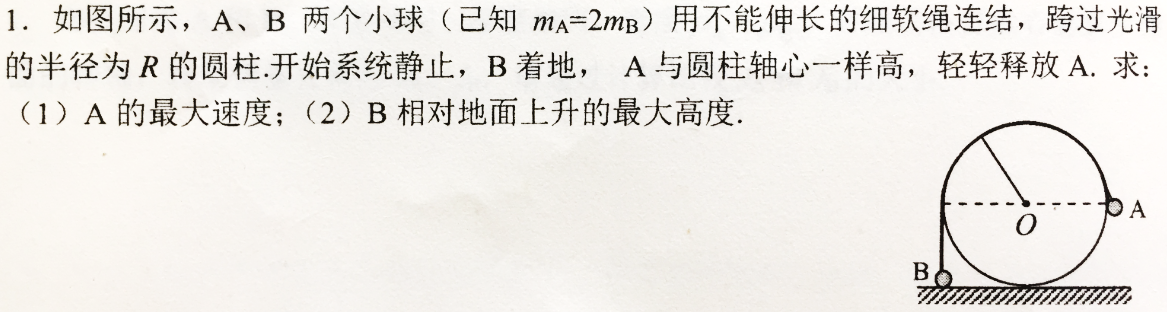 1. 如图所示，A、B 两个小球（已知 mA=2mB）用不能伸长的细软绳连结，跨过光滑
的半径为 R 的圆柱.开始系统静止，B 着地， A 与圆柱轴心一样高，轻轻释放 A. 求：
（1）A 的最大速度；（2）B 相对地面上升的最大高度.
A
O
B